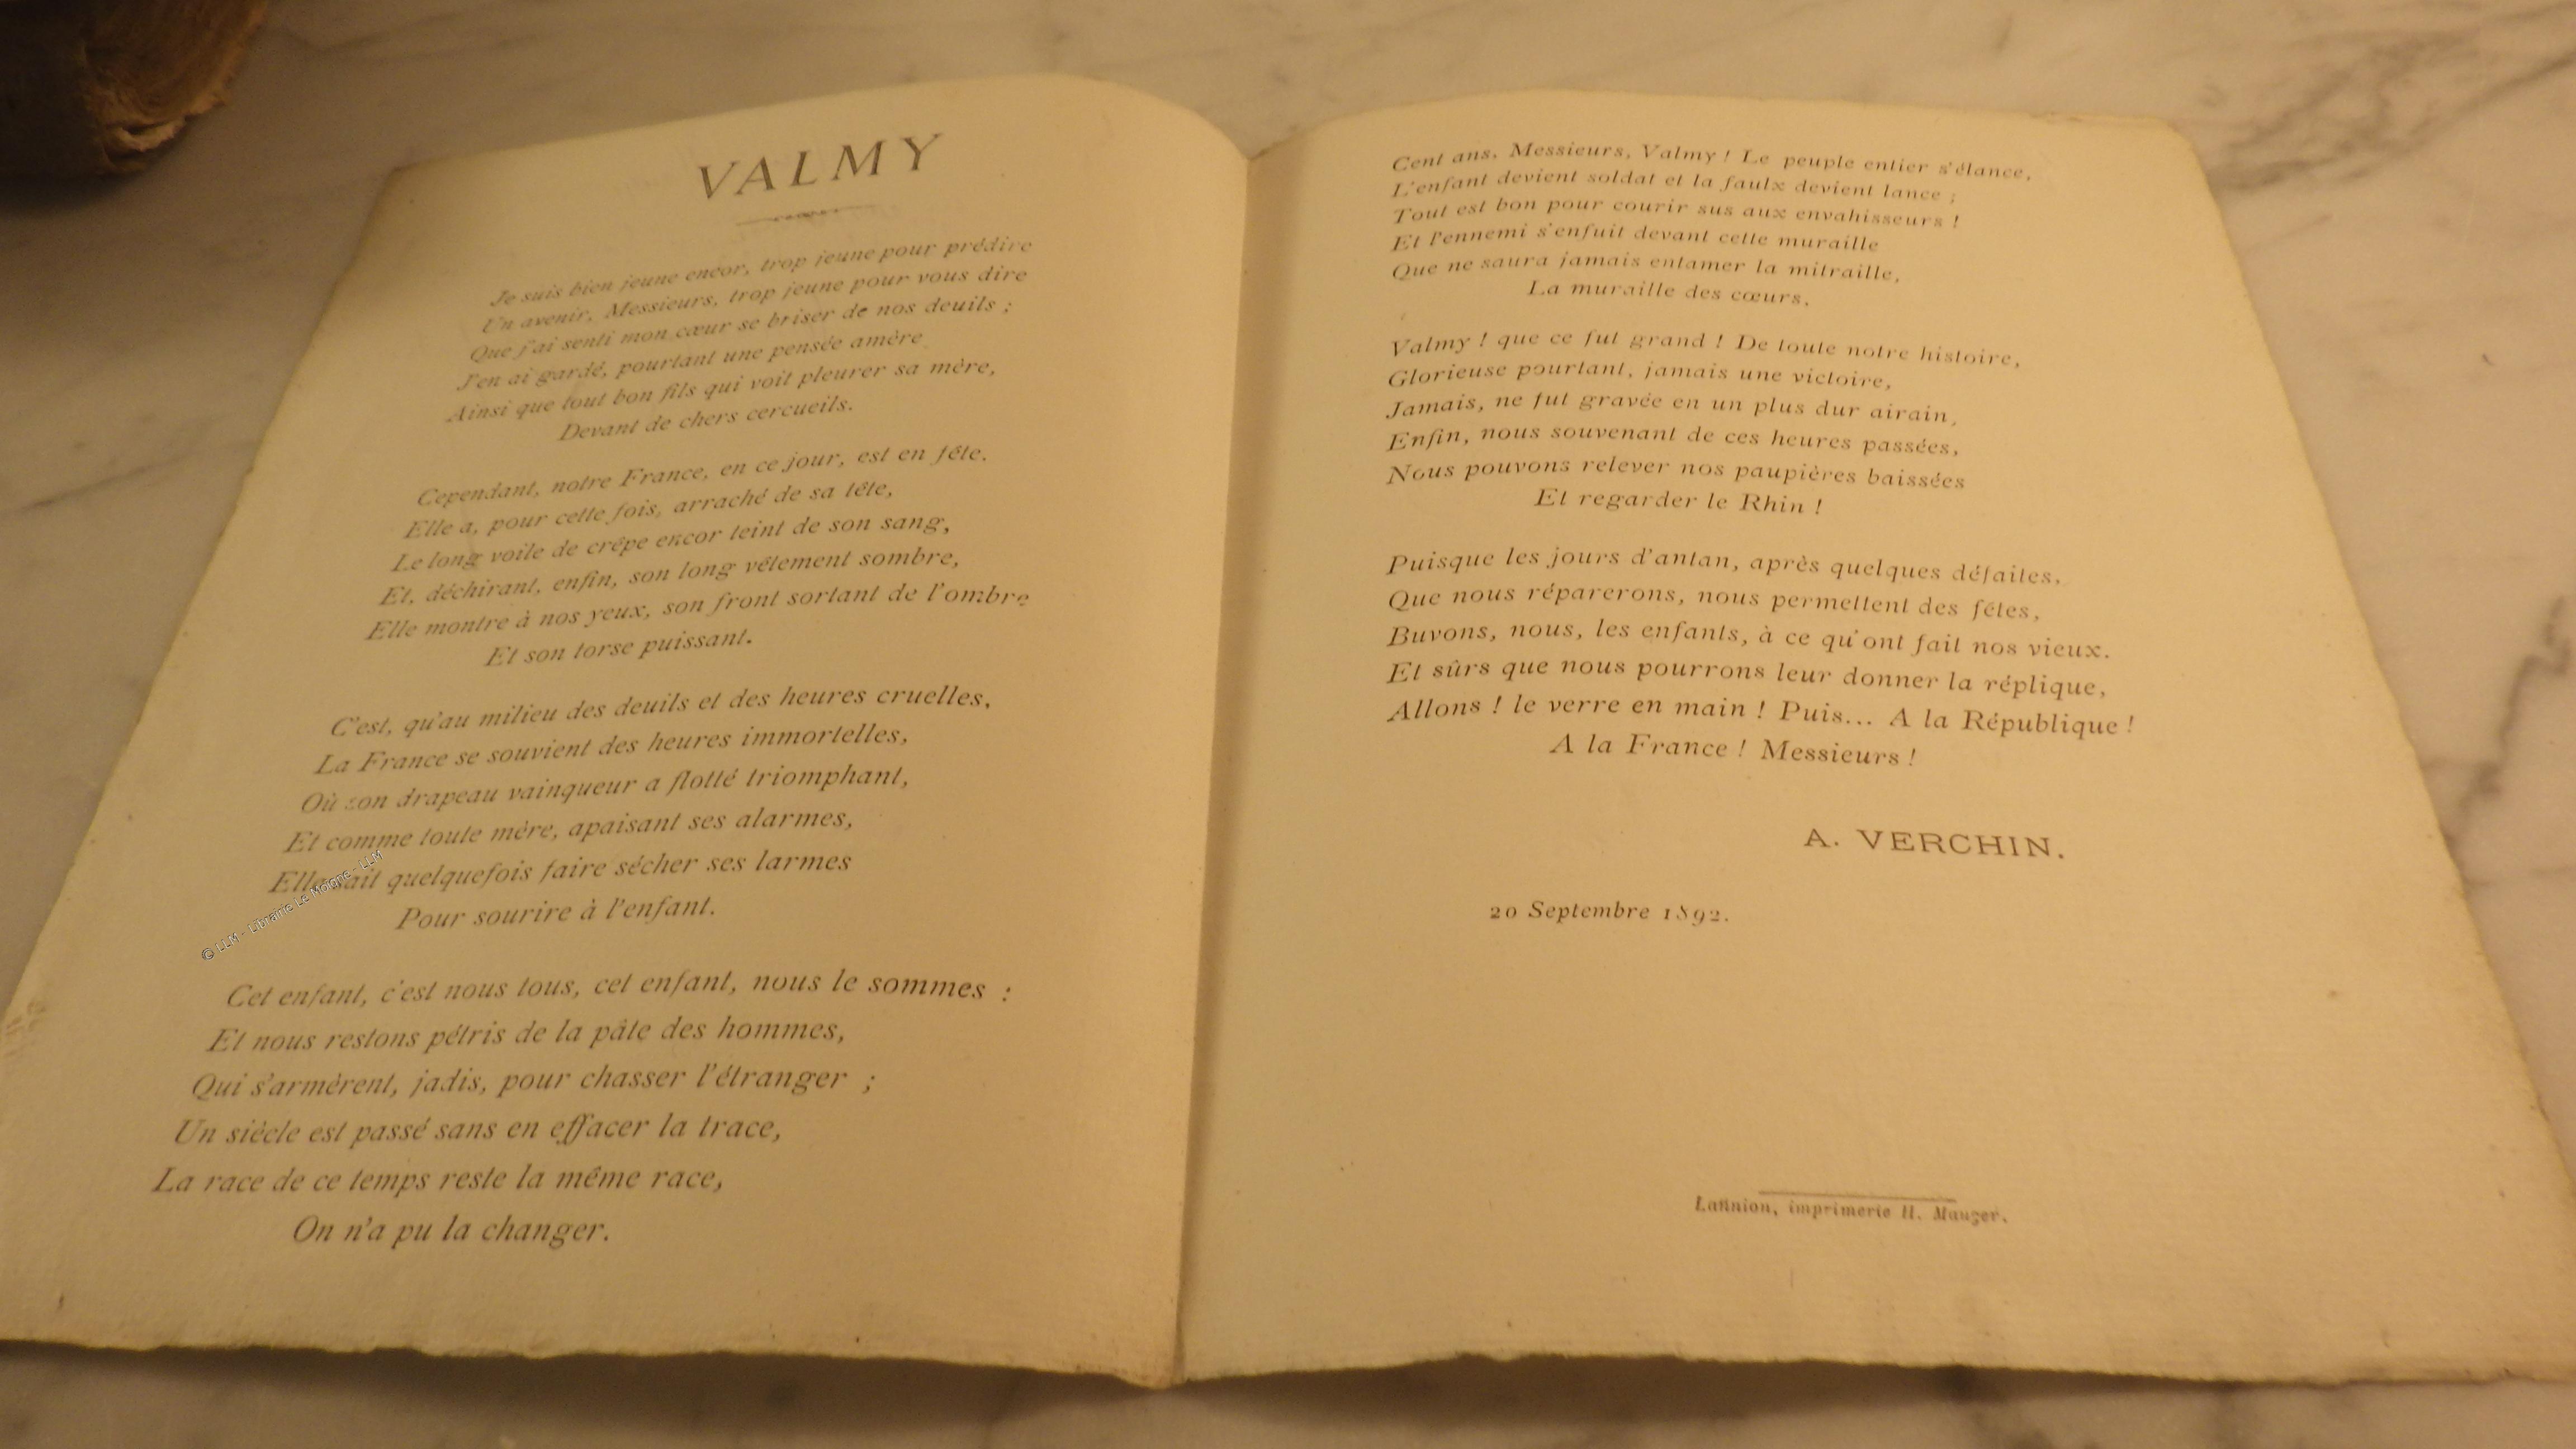 VALMY
Je suis bien jeune encor, trop jeune pour prédire
Un avenir, Messieurs, trop jeune pour vous dire
Que j'ai senti mon cœur se briser de nos deuils ;
J'en ai gardé, pourtant une pensée amère
Ainsi que tout bon fils qui voit pleurer sa mère,
Devant de chers cercueils.
Cependant, notre France, en ce jour, est en fête.
Elle a, pour cette fois, arraché de sa tête,
Le long voile de crêpe encor teint de son sang,
Et, déchirant, enfin, son long vêtement sombre,
Elle montre à nos yeux, son front sortant de l'ombre
Et son torse puissant.
C'est, qu'au milieu des deuils et des heures cruelles,
La France se souvient des heures immortelles,
Où son drapeau vainqueur a flotté triomphant,
Et comme toute mère, apaisant ses alarmes,
Elle sait quelquefois faire sécher ses larmes
Pour sourire à l'enfant.
Cet enfant, c'est nous tous, cet enfant, nous le sommes :
Et nous restons pétris de la pâte des hommes,
Qui s'armèrent, jadis, pour chasser l'étranger ;
Un siècle est passé sans en effacer la trace,
La race de ce temps reste la même race,
On n'a pu la changer.
© LLM - Librairie Le Moigne - LLM
Cent ans, Messieurs, Valmy ! Le peuple entier s'élance,
L'enfant devient soldat et la faulx devient lance ;
Tout est bon pour courir sus aux envahisseurs !
Et l'ennemi s'enfuit devant cette muraille
Que ne saura jamais entamer la mitraille,
La muraille des cœurs.
Valmy ! que ce fut grand ! De toute notre histoire,
Glorieuse pourtant, jamais une victoire,
Jamais, ne fut gravée en un plus dur airain,
Enfin, nous souvenant de ces heures passées,
Nous pouvons relever nos paupières baissées
Et regarder le Rhin !
Puisque les jours d'antan, après quelques défaites,
Que nous réparerons, nous permettent des fêtes,
Buvons, nous, les enfants, à ce qu'ont fait nos vieux.
Et sûrs que nous pourrons leur donner la réplique,
Allons ! le verre en main ! Puis... A la République !
A la France ! Messieurs !
A. VERCHIN.
20 Septembre 1892.
Lannion, imprimerie H. Mauger.